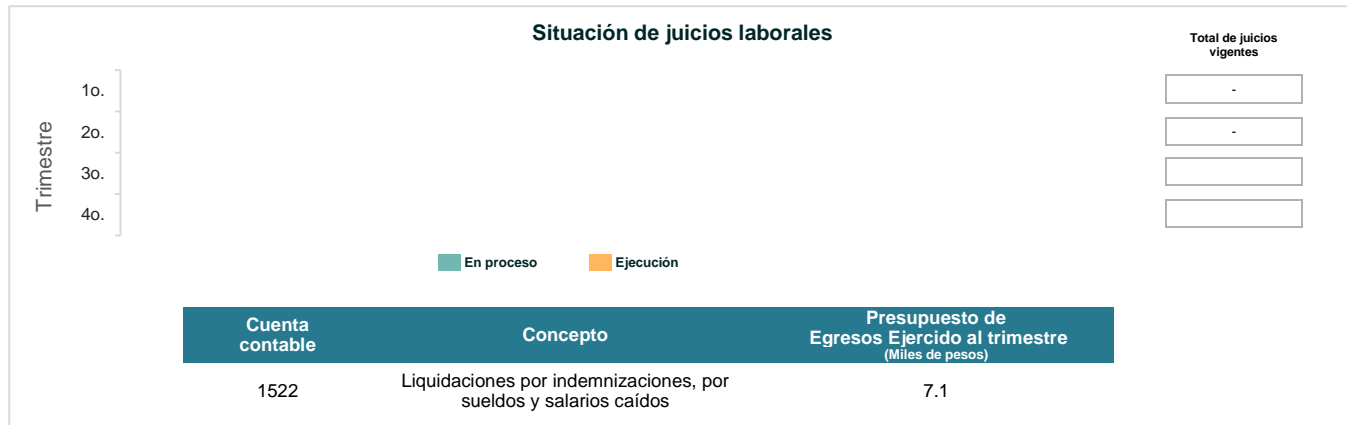 Situación de juicios laborales
Total de juicios
vigentes
Trimestre
1o.
-
2o.
-
3o.
4o.
En proceso
Ejecución
Cuenta
contable
Concepto
Presupuesto de
Egresos Ejercido al trimestre
(Miles de pesos)
1522
Liquidaciones por indemnizaciones, por
sueldos y salarios caídos
7.1